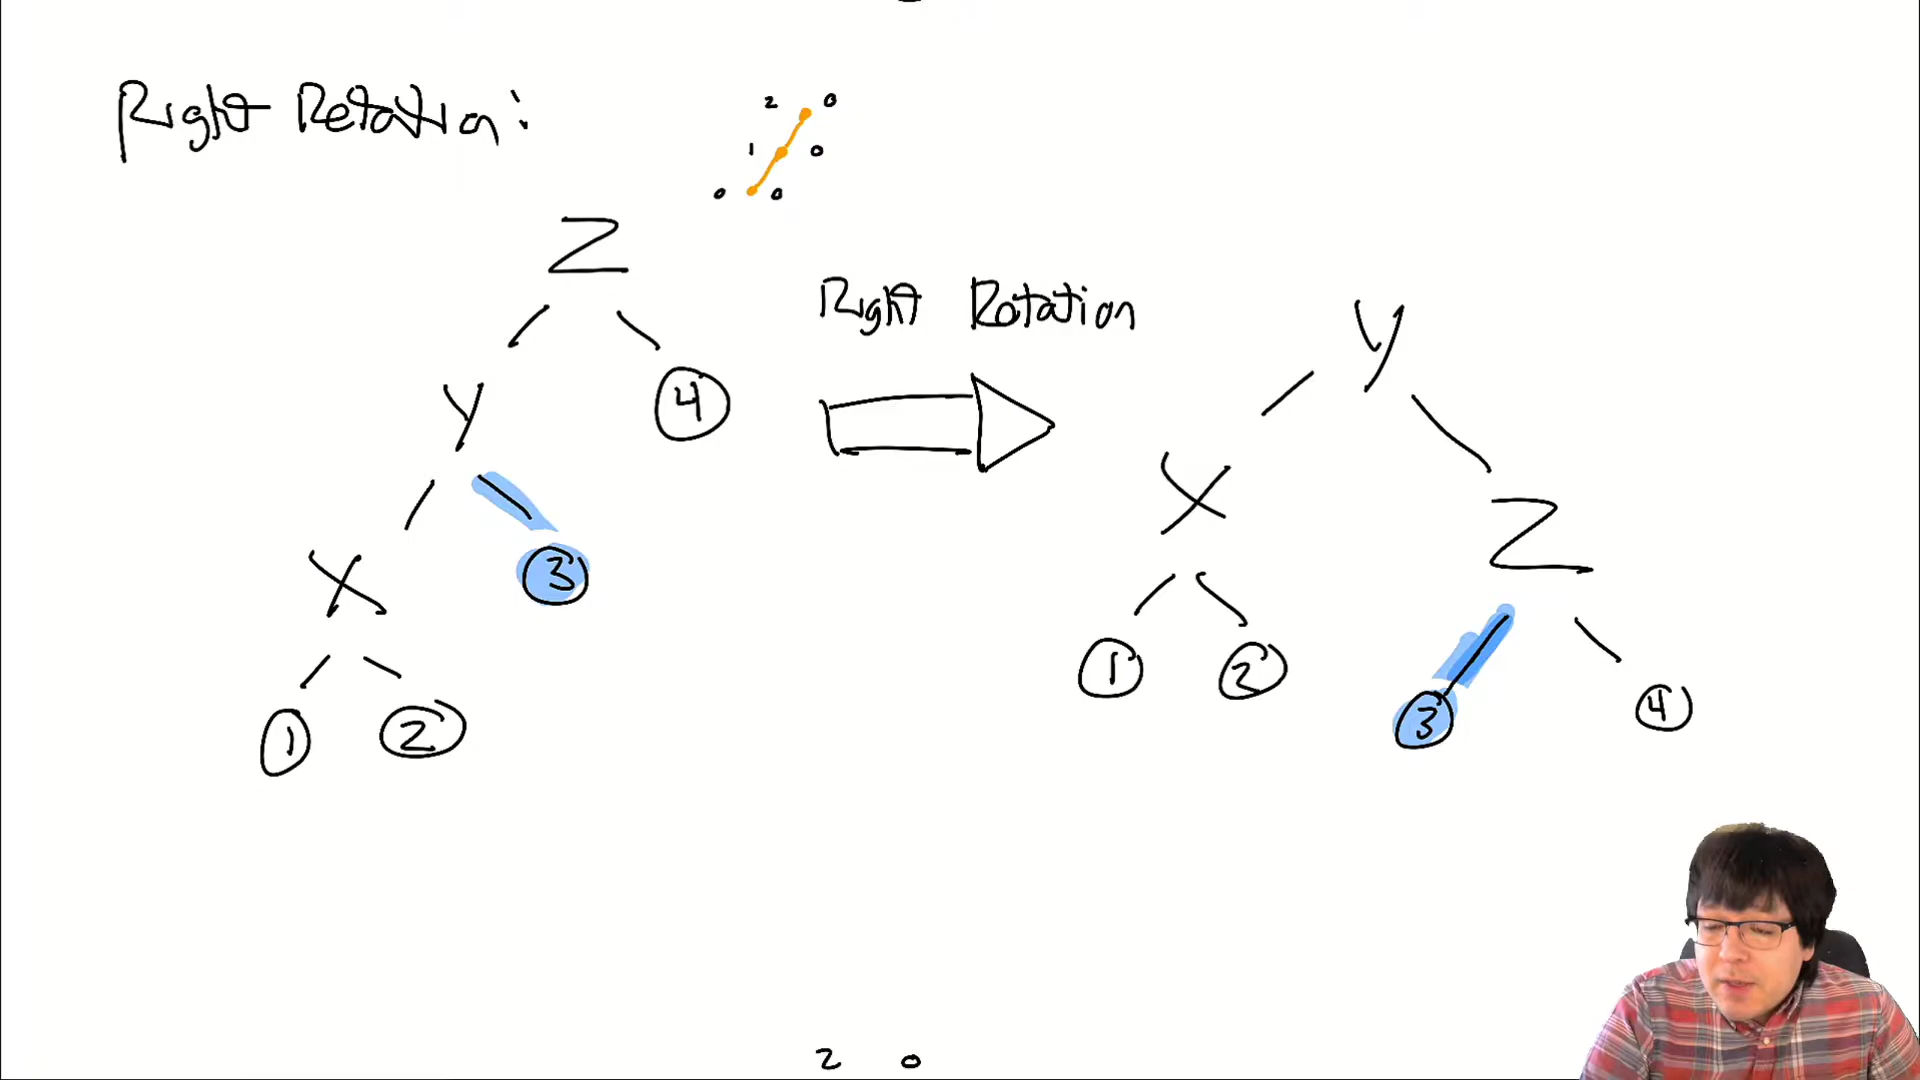 Right Rotation:
2 0
1 0
0 0
Z
Right Rotation
Y
Y 4
X
Z
X 3
1 2
3 4
1 2
2 0